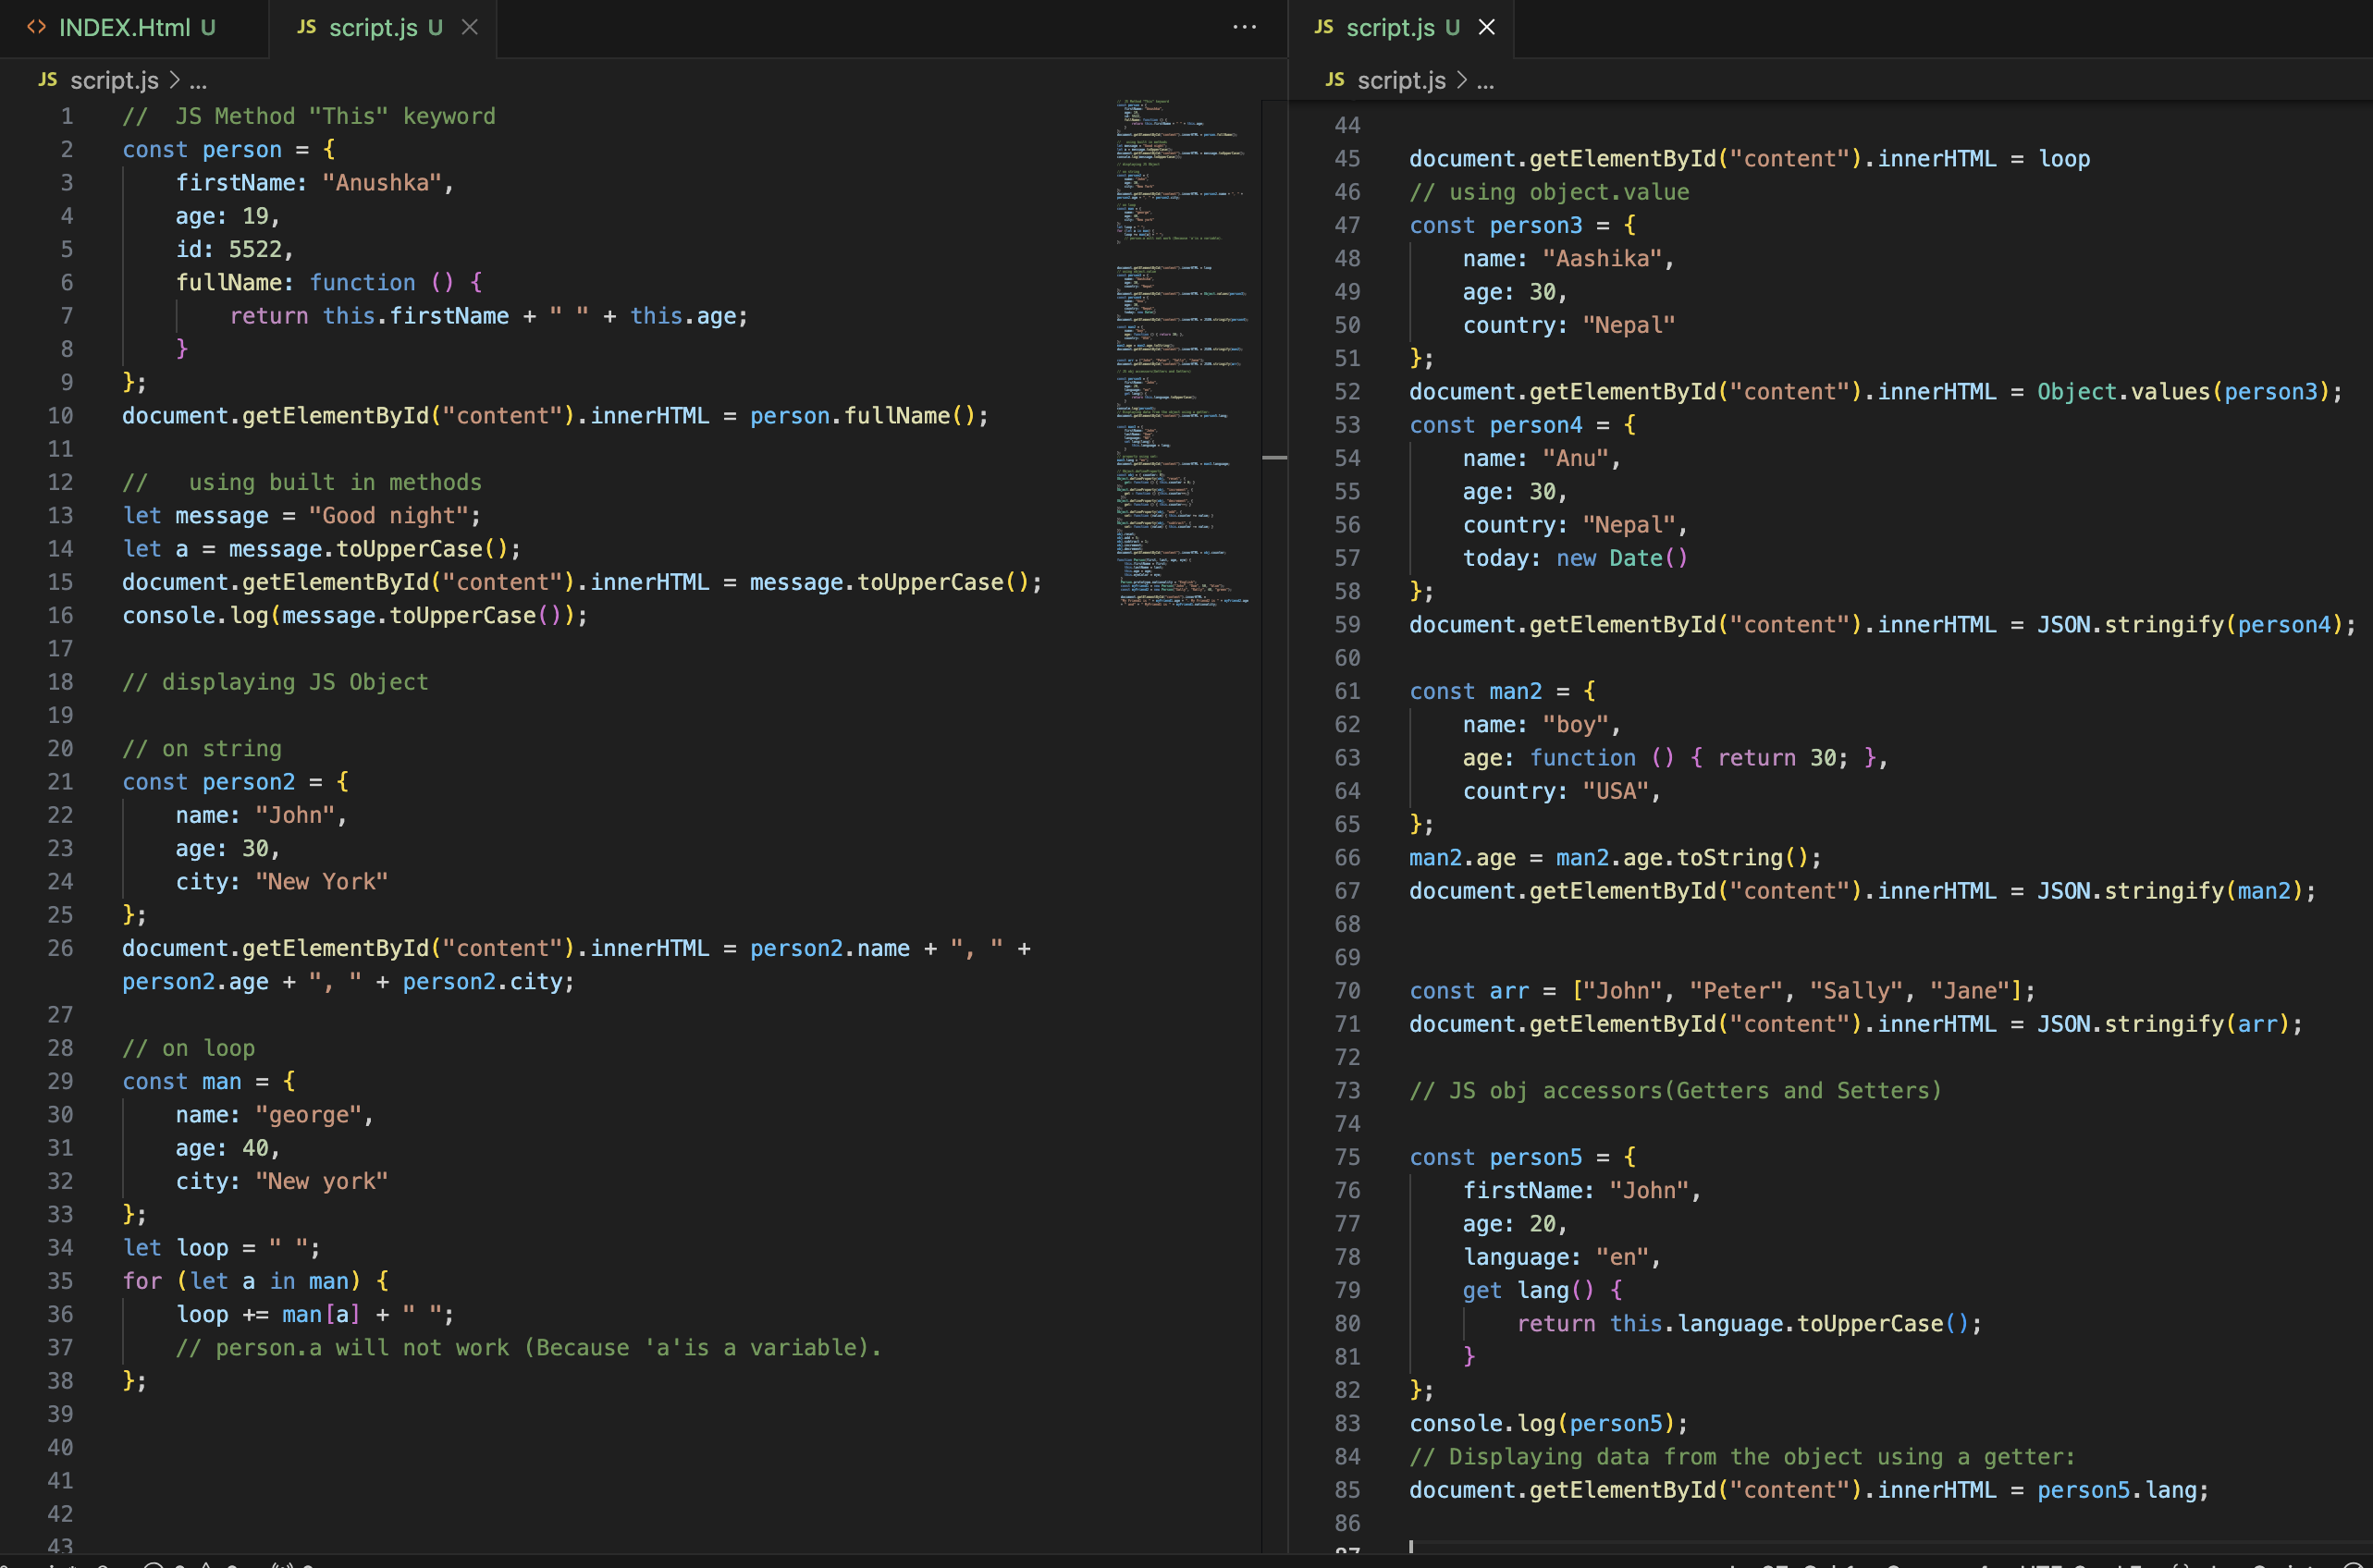 INDEX.Html U
JS script.js U
JS script.js > ...
1 //  JS Method "This" keyword
2 const person = {
3     firstName: "Anushka",
4     age: 19,
5     id: 5522,
6     fullName: function () {
7         return this.firstName + " " + this.age;
8     }
9 };
10 document.getElementById("content").innerHTML = person.fullName();
11
12 //   using built in methods
13 let message = "Good night";
14 let a = message.toUpperCase();
15 document.getElementById("content").innerHTML = message.toUpperCase();
16 console.log(message.toUpperCase());
17
18 // displaying JS Object
19
20 // on string
21 const person2 = {
22     name: "John",
23     age: 30,
24     city: "New York"
25 };
26 document.getElementById("content").innerHTML = person2.name + ", " +
person2.age + ", " + person2.city;
27
28 // on loop
29 const man = {
30     name: "george",
31     age: 40,
32     city: "New york"
33 };
34 let loop = " ";
35 for (let a in man) {
36     loop += man[a] + " ";
37     // person.a will not work (Because 'a'is a variable).
38 };
39
40
41
42
43
JS script.js U
JS script.js > ...
44
45 document.getElementById("content").innerHTML = loop
46 // using object.value
47 const person3 = {
48     name: "Aashika",
49     age: 30,
50     country: "Nepal"
51 };
52 document.getElementById("content").innerHTML = Object.values(person3);
53 const person4 = {
54     name: "Anu",
55     age: 30,
56     country: "Nepal",
57     today: new Date()
58 };
59 document.getElementById("content").innerHTML = JSON.stringify(person4);
60
61 const man2 = {
62     name: "boy",
63     age: function () { return 30; },
64     country: "USA",
65 };
66 man2.age = man2.age.toString();
67 document.getElementById("content").innerHTML = JSON.stringify(man2);
68
69
70 const arr = ["John", "Peter", "Sally", "Jane"];
71 document.getElementById("content").innerHTML = JSON.stringify(arr);
72
73 // JS obj accessors(Getters and Setters)
74
75 const person5 = {
76     firstName: "John",
77     age: 20,
78     language: "en",
79     get lang() {
80         return this.language.toUpperCase();
81     }
82 };
83 console.log(person5);
84 // Displaying data from the object using a getter:
85 document.getElementById("content").innerHTML = person5.lang;
86
87